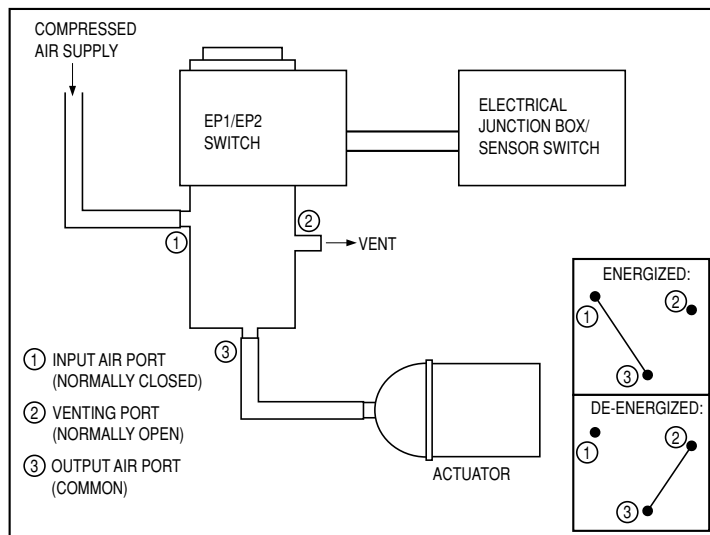 COMPRESSED
AIR SUPPLY
EP1/EP2
SWITCH
ELECTRICAL
JUNCTION BOX/
SENSOR SWITCH
1
2
VENT
3
1 INPUT AIR PORT
(NORMALLY CLOSED)
2 VENTING PORT
(NORMALLY OPEN)
3 OUTPUT AIR PORT
(COMMON)
ACTUATOR
ENERGIZED:
1
2
3
DE-ENERGIZED:
1
2
3